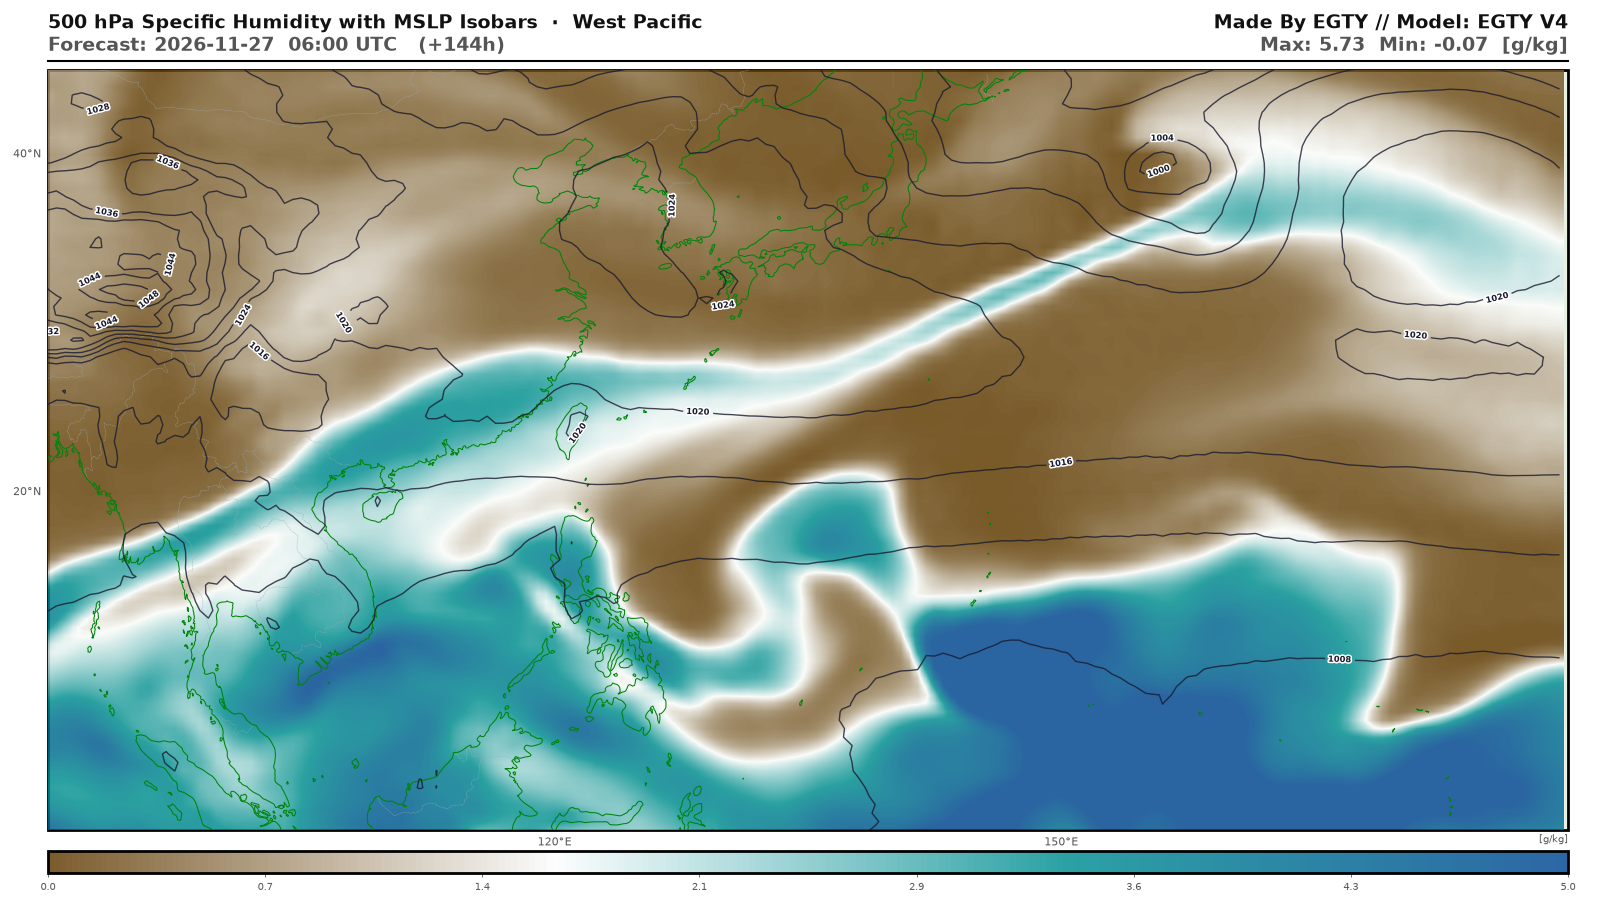 500 hPa Specific Humidity with MSLP Isobars · West Pacific
Made By EGTY // Model: EGTY V4
Forecast: 2026-11-27 06:00 UTC (+144h)
Max: 5.73 Min: -0.07 [g/kg]
1028
1004
40°N
1036
1000
1024
1036
1044
1044
1048
1020
1024
1024
1044
1020
32
1020
1016
1020
1020
1016
20°N
1008
120°E
150°E
[g/kg]
0.0 0.7 1.4 2.1 2.9 3.6 4.3 5.0